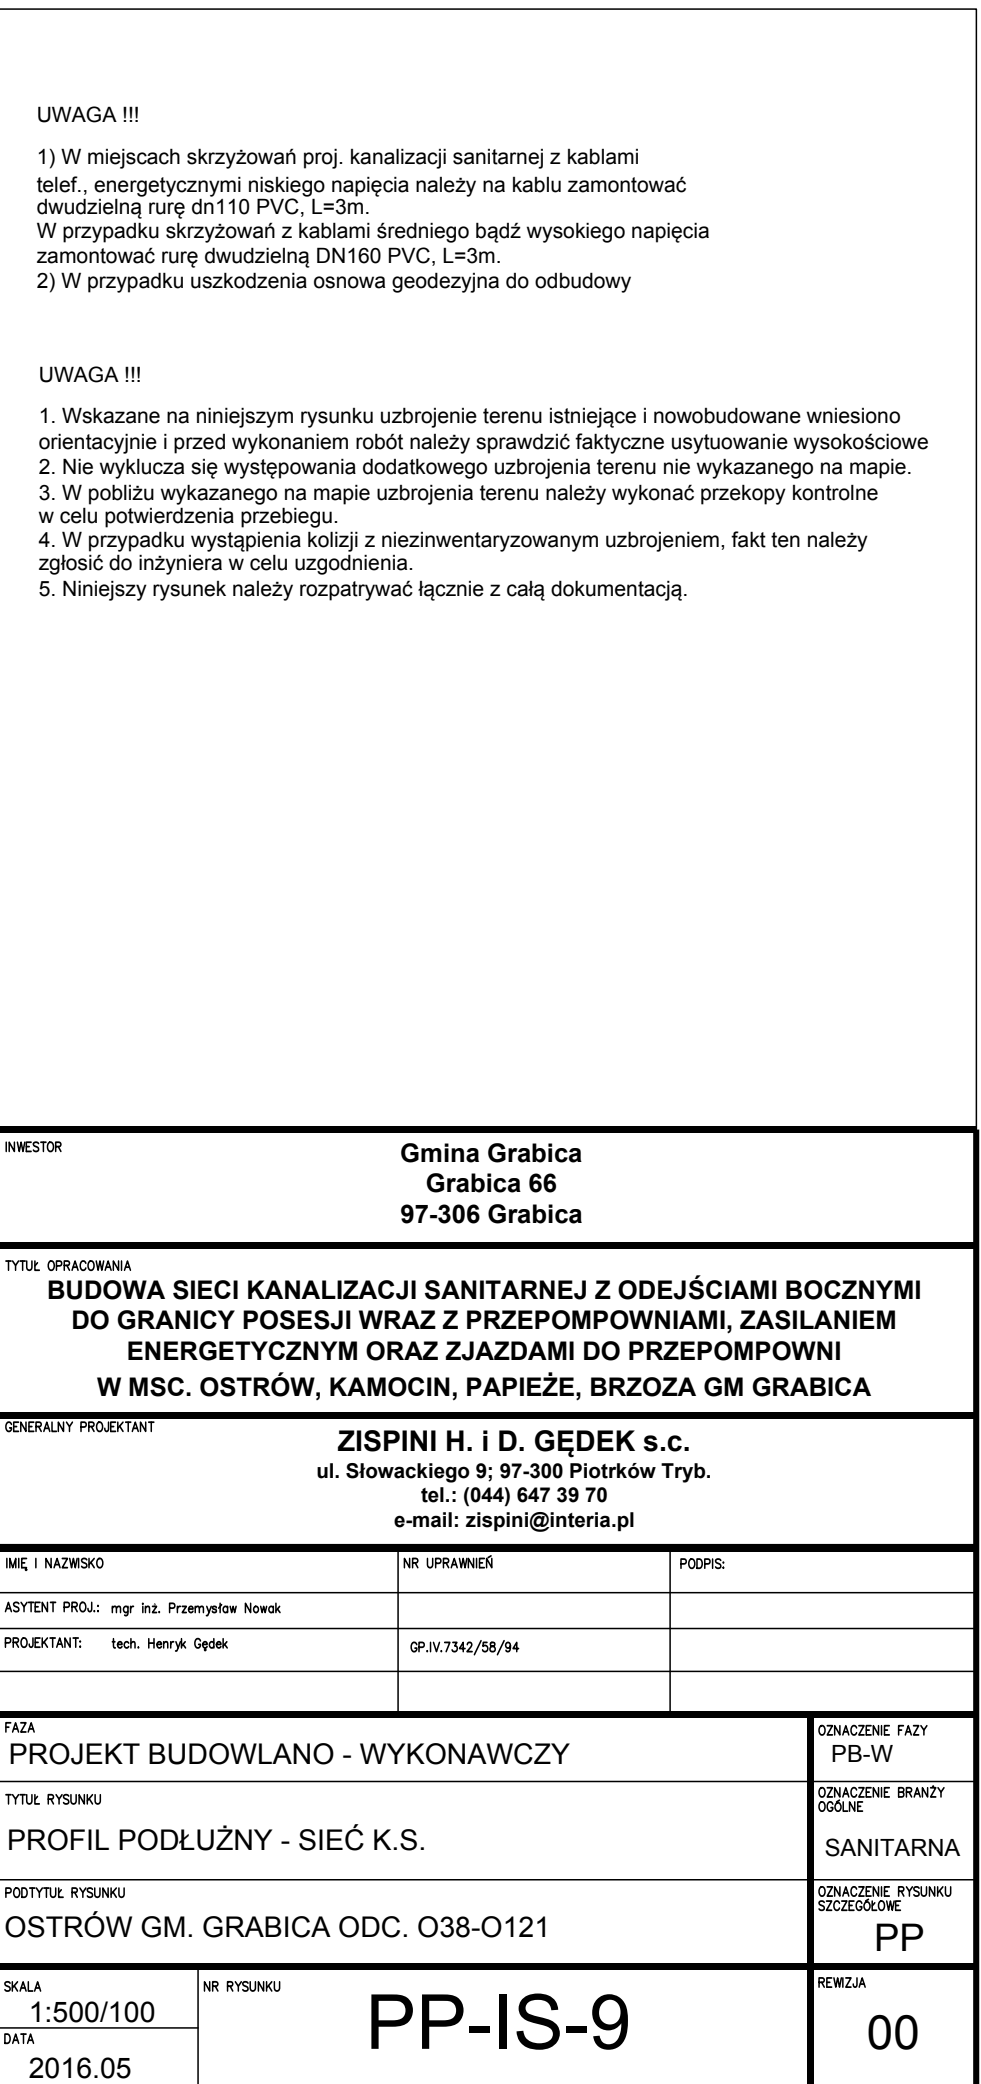 UWAGA !!!
1) W miejscach skrzyżowań proj. kanalizacji sanitarnej z kablami
telef., energetycznymi niskiego napięcia należy na kablu zamontować
dwudzielną rurę dn110 PVC, L=3m.
W przypadku skrzyżowań z kablami średniego bądź wysokiego napięcia
zamontować rurę dwudzielną DN160 PVC, L=3m.
2) W przypadku uszkodzenia osnowa geodezyjna do odbudowy
UWAGA !!!
1. Wskazane na niniejszym rysunku uzbrojenie terenu istniejące i nowobudowane wniesiono
orientacyjnie i przed wykonaniem robót należy sprawdzić faktyczne usytuowanie wysokościowe
2. Nie wyklucza się występowania dodatkowego uzbrojenia terenu nie wykazanego na mapie.
3. W pobliżu wykazanego na mapie uzbrojenia terenu należy wykonać przekopy kontrolne
w celu potwierdzenia przebiegu.
4. W przypadku wystąpienia kolizji z niezinwentaryzowanym uzbrojeniem, fakt ten należy
zgłosić do inżyniera w celu uzgodnienia.
5. Niniejszy rysunek należy rozpatrywać łącznie z całą dokumentacją.
INWESTOR
Gmina Grabica
Grabica 66
97-306 Grabica
TYTUŁ OPRACOWANIA
BUDOWA SIECI KANALIZACJI SANITARNEJ Z ODEJŚCIAMI BOCZNYMI
DO GRANICY POSESJI WRAZ Z PRZEPOMPOWNIAMI, ZASILANIEM
ENERGETYCZNYM ORAZ ZJAZDAMI DO PRZEPOMPOWNI
W MSC. OSTRÓW, KAMOCIN, PAPIEŻE, BRZOZA GM GRABICA
GENERALNY PROJEKTANT
ZISPINI H. i D. GĘDEK s.c.
ul. Słowackiego 9; 97-300 Piotrków Tryb.
tel.: (044) 647 39 70
e-mail: zispini@interia.pl
IMIĘ I NAZWISKO NR UPRAWNIEŃ PODPIS:
ASYTENT PROJ.: mgr inż. Przemysław Nowak
PROJEKTANT: tech. Henryk Gędek GP.IV.7342/58/94
FAZA
PROJEKT BUDOWLANO - WYKONAWCZY
OZNACZENIE FAZY
PB-W
TYTUŁ RYSUNKU
PROFIL PODŁUŻNY - SIEĆ K.S.
OZNACZENIE BRANŻY
OGÓLNE
SANITARNA
PODTYTUŁ RYSUNKU
OSTRÓW GM. GRABICA ODC. O38-O121
OZNACZENIE RYSUNKU
SZCZEGÓŁOWE
PP
SKALA
1:500/100
DATA
2016.05
NR RYSUNKU
PP-IS-9
REWIZJA
00